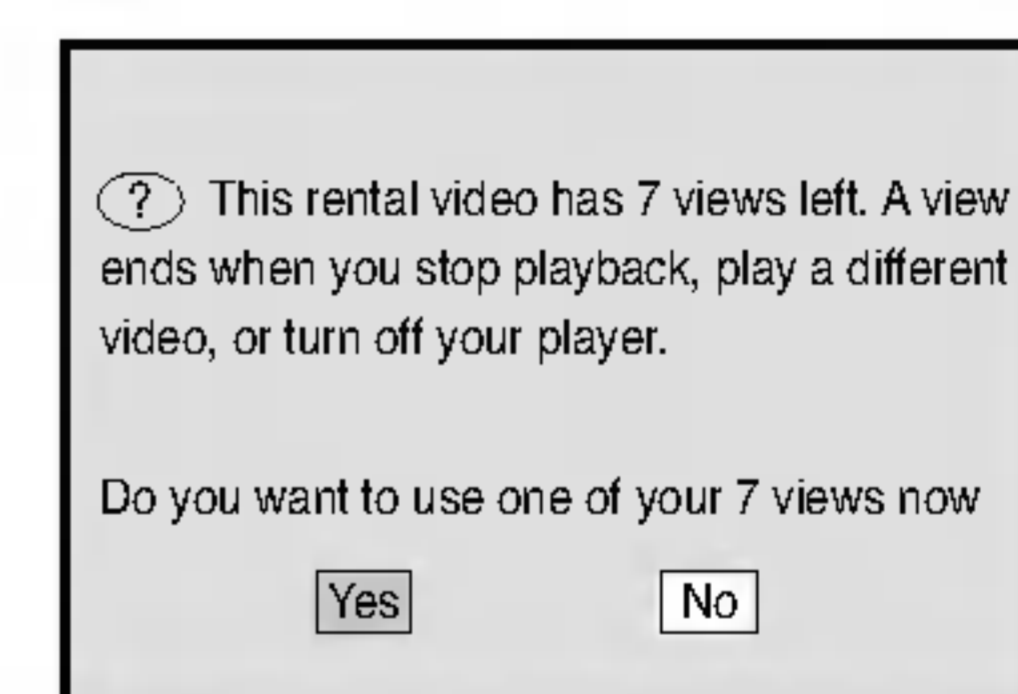 ? This rental video has 7 views left. A view
ends when you stop playback, play a different
video, or turn off your player.
Do you want to use one of your 7 views now
Yes No